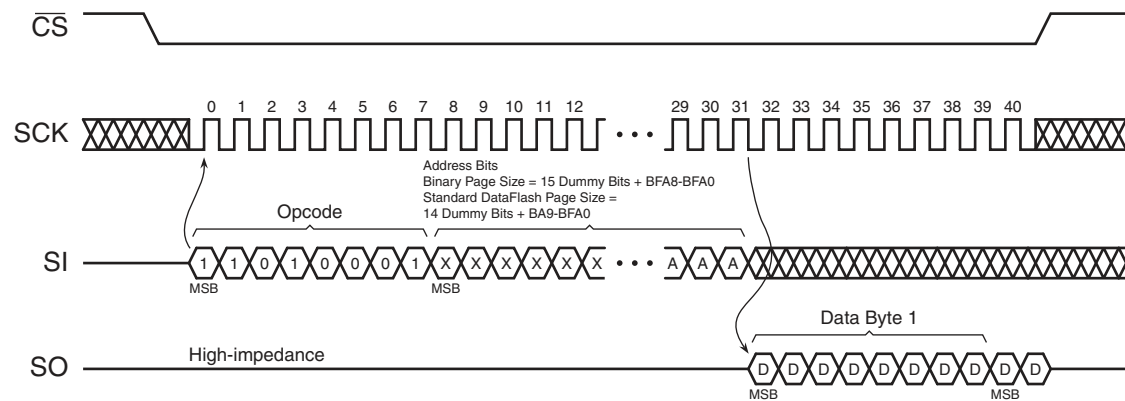 CS
0 1 2 3 4 5 6 7 8 9 10 11 12 29 30 31 32 33 34 35 36 37 38 39 40
SCK
Address Bits
Binary Page Size = 15 Dummy Bits + BFA8-BFA0
Standard DataFlash Page Size =
14 Dummy Bits + BA9-BFA0
Opcode
SI 1 1 0 1 0 0 0 1 X X X X X X A A A
MSB MSB
Data Byte 1
High-impedance
SO D D D D D D D D D D
MSB MSB